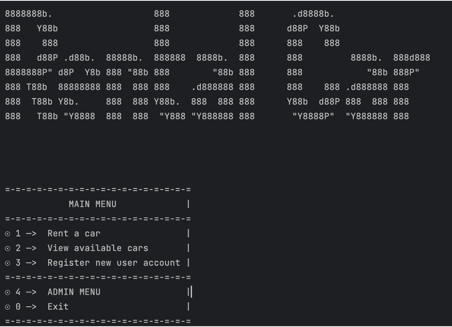 8888888b.                    888             888       .d8888b.
888   Y88b                   888             888      d88P  Y88b
888    888                   888             888      888    888
888   d88P .d88b.  88888b.  888888  8888b.  888      888         8888b.  888d888
8888888P" d8P  Y8b 888 "88b 888        "88b 888      888            "88b 888P"
888 T88b  88888888 888  888 888    .d888888 888      888    888 .d888888 888
888  T88b Y8b.     888  888 Y88b.  888  888 888      Y88b  d88P 888  888 888
888   T88b "Y8888  888  888  "Y888 "Y888888 888       "Y8888P"  "Y888888 888
=-=-=-=-=-=-=-=-=-=-=-=-=-=-=-=-=-=
MAIN MENU |
=-=-=-=-=-=-=-=-=-=-=-=-=-=-=-=-=-=
☉ 1 —> Rent a car |
☉ 2 —> View available cars |
☉ 3 —> Register new user account |
=-=-=-=-=-=-=-=-=-=-=-=-=-=-=-=-=-=
☉ 4 —> ADMIN MENU |
☉ 0 —> Exit |
=-=-=-=-=-=-=-=-=-=-=-=-=-=-=-=-=-=